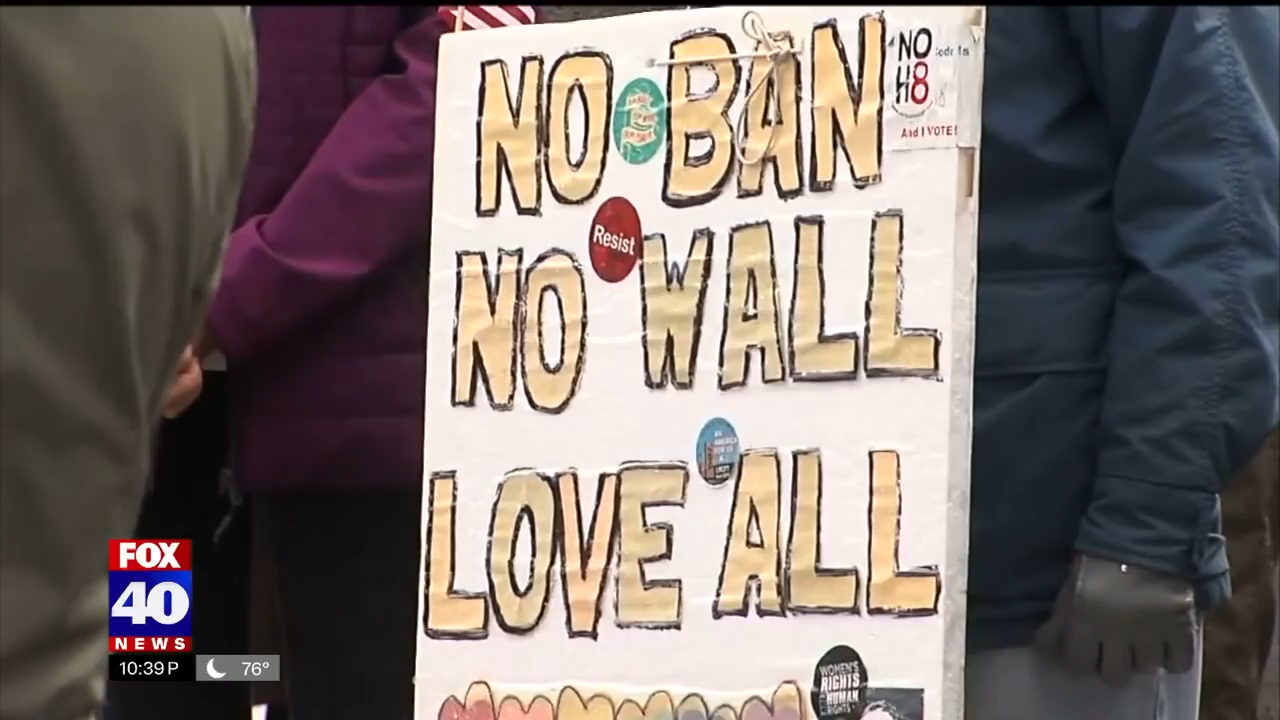 NO BAN
NO
H8
And I VOTE!
Resist
NO WALL
LOVE ALL
WOMEN'S
RIGHTS
HUMAN
RIGHTS
FOX
40
NEWS
10:39 P
76°